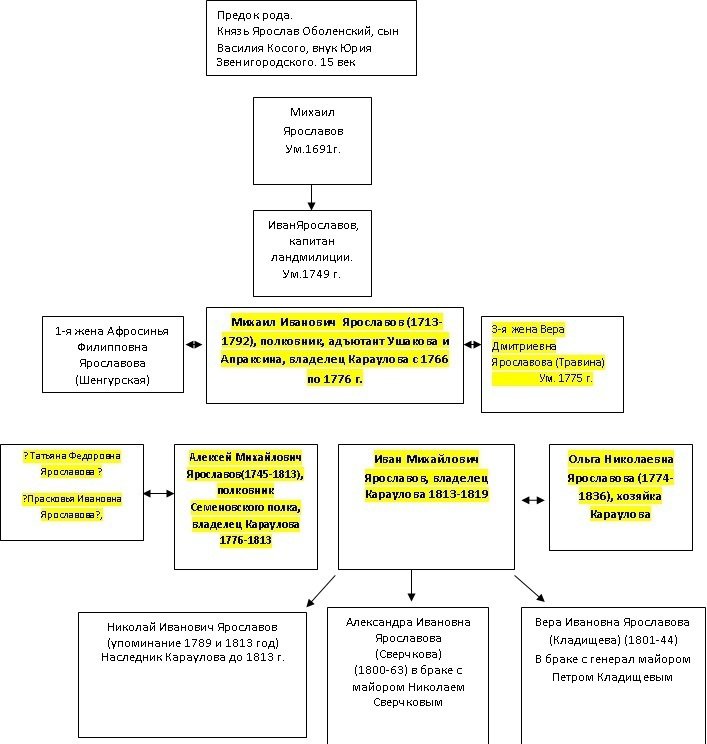 Предок рода.
Князь Ярослав Оболенский, сын
Василия Косого, внук Юрия
Звенигородского. 15 век
Михаил
Ярославов
Ум.1691г.
ИванЯрославов,
капитан
ландмилиции.
Ум.1749 г.
1-я жена Афросинья
Филипповна
Ярославова
(Шенгурская)
Михаил Иванович Ярославов (1713-
1792), полковник, адъютант Ушакова и
Апраксина, владелец Караулова с 1766
по 1776 г.
3-я жена Вера
Дмитриевна
Ярославова (Травина)
Ум. 1775 г.
?Татьяна Федоровна
Ярославова ?
?Прасковья Ивановна
Ярославова?,
Алексей Михайлович
Ярославов(1745-1813),
полковник
Семеновского полка,
владелец Караулова
1776-1813
Иван Михайлович
Ярославов, владелец
Караулова 1813-1819
Ольга Николаевна
Ярославова (1774-
1836), хозяйка
Караулова
Николай Иванович Ярославов
(упоминание 1789 и 1813 год)
Наследник Караулова до 1813 г.
Александра Ивановна
Ярославова
(Сверчкова)
(1800-63) в браке с
майором Николаем
Сверчковым
Вера Ивановна Ярославова
(Кладищева) (1801-44)
В браке с генерал майором
Петром Кладищевым